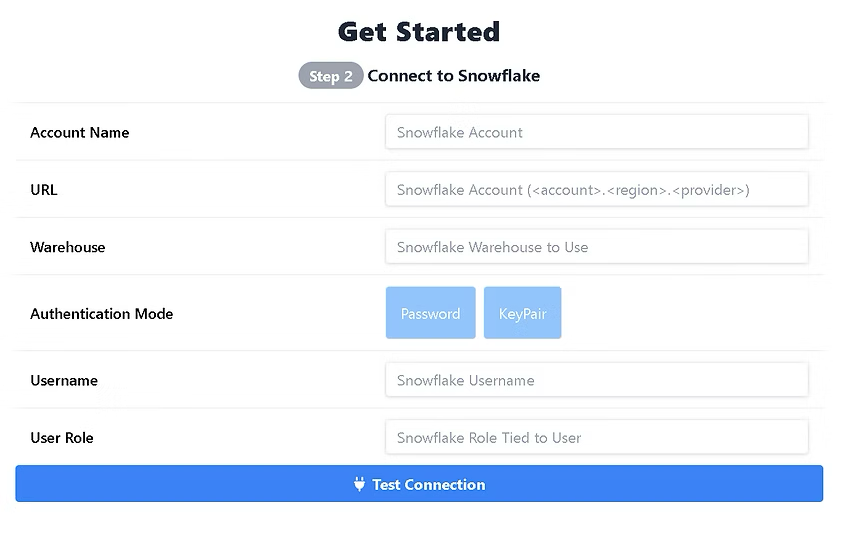 Get Started
Step 2 Connect to Snowflake
Account Name Snowflake Account
URL Snowflake Account (<account>.<region>.<provider>)
Warehouse Snowflake Warehouse to Use
Authentication Mode Password KeyPair
Username Snowflake Username
User Role Snowflake Role Tied to User
Test Connection